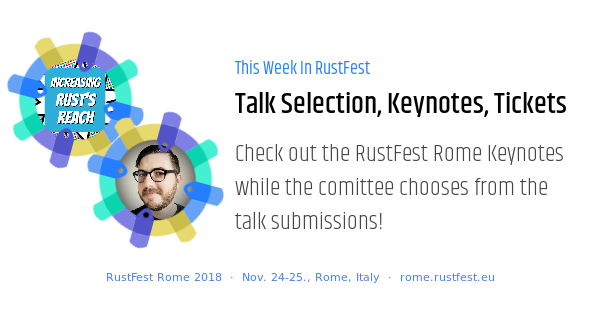 INCREASING
RUST'S
REACH
This Week In RustFest
Talk Selection, Keynotes, Tickets
Check out the RustFest Rome Keynotes
while the comittee chooses from the
talk submissions!
RustFest Rome 2018 · Nov. 24-25., Rome, Italy · rome.rustfest.eu